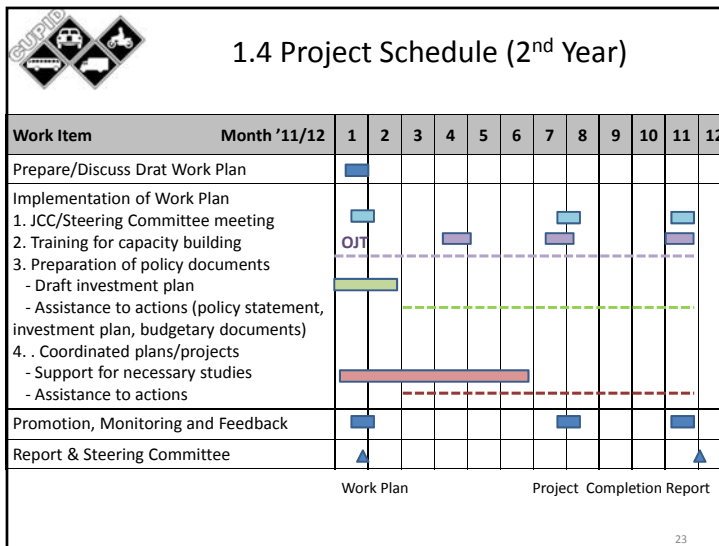 CUPID
1.4 Project Schedule (2nd Year)
Work Item Month '11/12 1 2 3 4 5 6 7 8 9 10 11 12
Prepare/Discuss Drat Work Plan
Implementation of Work Plan
1. JCC/Steering Committee meeting
2. Training for capacity building OJT
3. Preparation of policy documents
- Draft investment plan
- Assistance to actions (policy statement,
investment plan, budgetary documents)
4. . Coordinated plans/projects
- Support for necessary studies
- Assistance to actions
Promotion, Monitoring and Feedback
Report & Steering Committee
Work Plan Project Completion Report
23